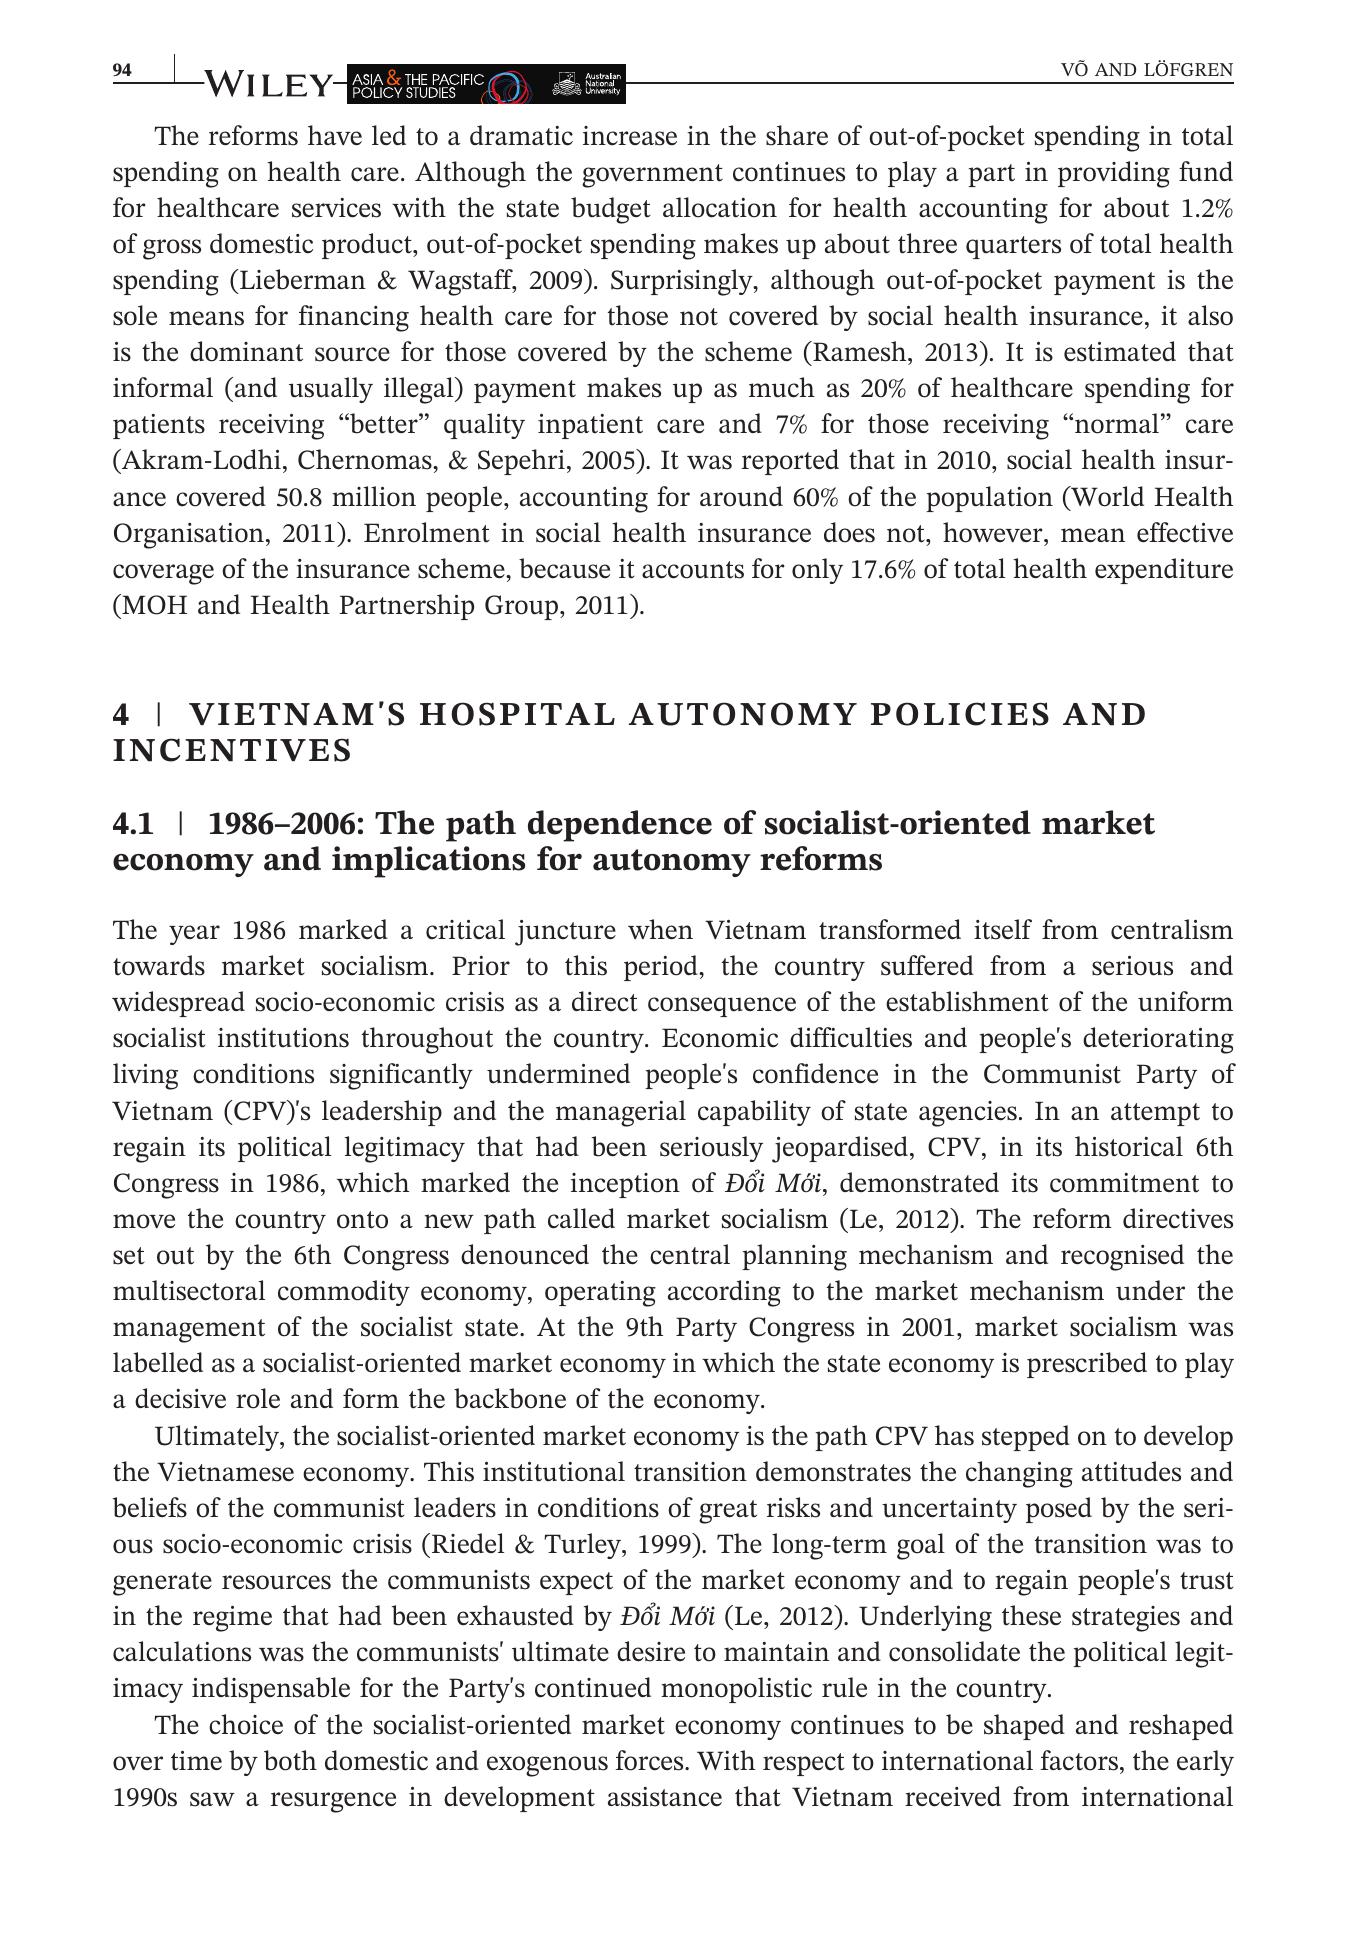 94
WILEY
ASIA & THE PACIFIC
POLICY STUDIES
Australian
National
University
VÕ AND LÖFGREN
The reforms have led to a dramatic increase in the share of out-of-pocket spending in total
spending on health care. Although the government continues to play a part in providing fund
for healthcare services with the state budget allocation for health accounting for about 1.2%
of gross domestic product, out-of-pocket spending makes up about three quarters of total health
spending (Lieberman & Wagstaff, 2009). Surprisingly, although out-of-pocket payment is the
sole means for financing health care for those not covered by social health insurance, it also
is the dominant source for those covered by the scheme (Ramesh, 2013). It is estimated that
informal (and usually illegal) payment makes up as much as 20% of healthcare spending for
patients receiving “better” quality inpatient care and 7% for those receiving “normal” care
(Akram-Lodhi, Chernomas, & Sepehri, 2005). It was reported that in 2010, social health insur-
ance covered 50.8 million people, accounting for around 60% of the population (World Health
Organisation, 2011). Enrolment in social health insurance does not, however, mean effective
coverage of the insurance scheme, because it accounts for only 17.6% of total health expenditure
(MOH and Health Partnership Group, 2011).
4 | VIETNAM'S HOSPITAL AUTONOMY POLICIES AND
INCENTIVES
4.1 | 1986–2006: The path dependence of socialist-oriented market
economy and implications for autonomy reforms
The year 1986 marked a critical juncture when Vietnam transformed itself from centralism
towards market socialism. Prior to this period, the country suffered from a serious and
widespread socio-economic crisis as a direct consequence of the establishment of the uniform
socialist institutions throughout the country. Economic difficulties and people's deteriorating
living conditions significantly undermined people's confidence in the Communist Party of
Vietnam (CPV)'s leadership and the managerial capability of state agencies. In an attempt to
regain its political legitimacy that had been seriously jeopardised, CPV, in its historical 6th
Congress in 1986, which marked the inception of Đổi Mới, demonstrated its commitment to
move the country onto a new path called market socialism (Le, 2012). The reform directives
set out by the 6th Congress denounced the central planning mechanism and recognised the
multisectoral commodity economy, operating according to the market mechanism under the
management of the socialist state. At the 9th Party Congress in 2001, market socialism was
labelled as a socialist-oriented market economy in which the state economy is prescribed to play
a decisive role and form the backbone of the economy.
Ultimately, the socialist-oriented market economy is the path CPV has stepped on to develop
the Vietnamese economy. This institutional transition demonstrates the changing attitudes and
beliefs of the communist leaders in conditions of great risks and uncertainty posed by the seri-
ous socio-economic crisis (Riedel & Turley, 1999). The long-term goal of the transition was to
generate resources the communists expect of the market economy and to regain people's trust
in the regime that had been exhausted by Đổi Mới (Le, 2012). Underlying these strategies and
calculations was the communists' ultimate desire to maintain and consolidate the political legit-
imacy indispensable for the Party's continued monopolistic rule in the country.
The choice of the socialist-oriented market economy continues to be shaped and reshaped
over time by both domestic and exogenous forces. With respect to international factors, the early
1990s saw a resurgence in development assistance that Vietnam received from international